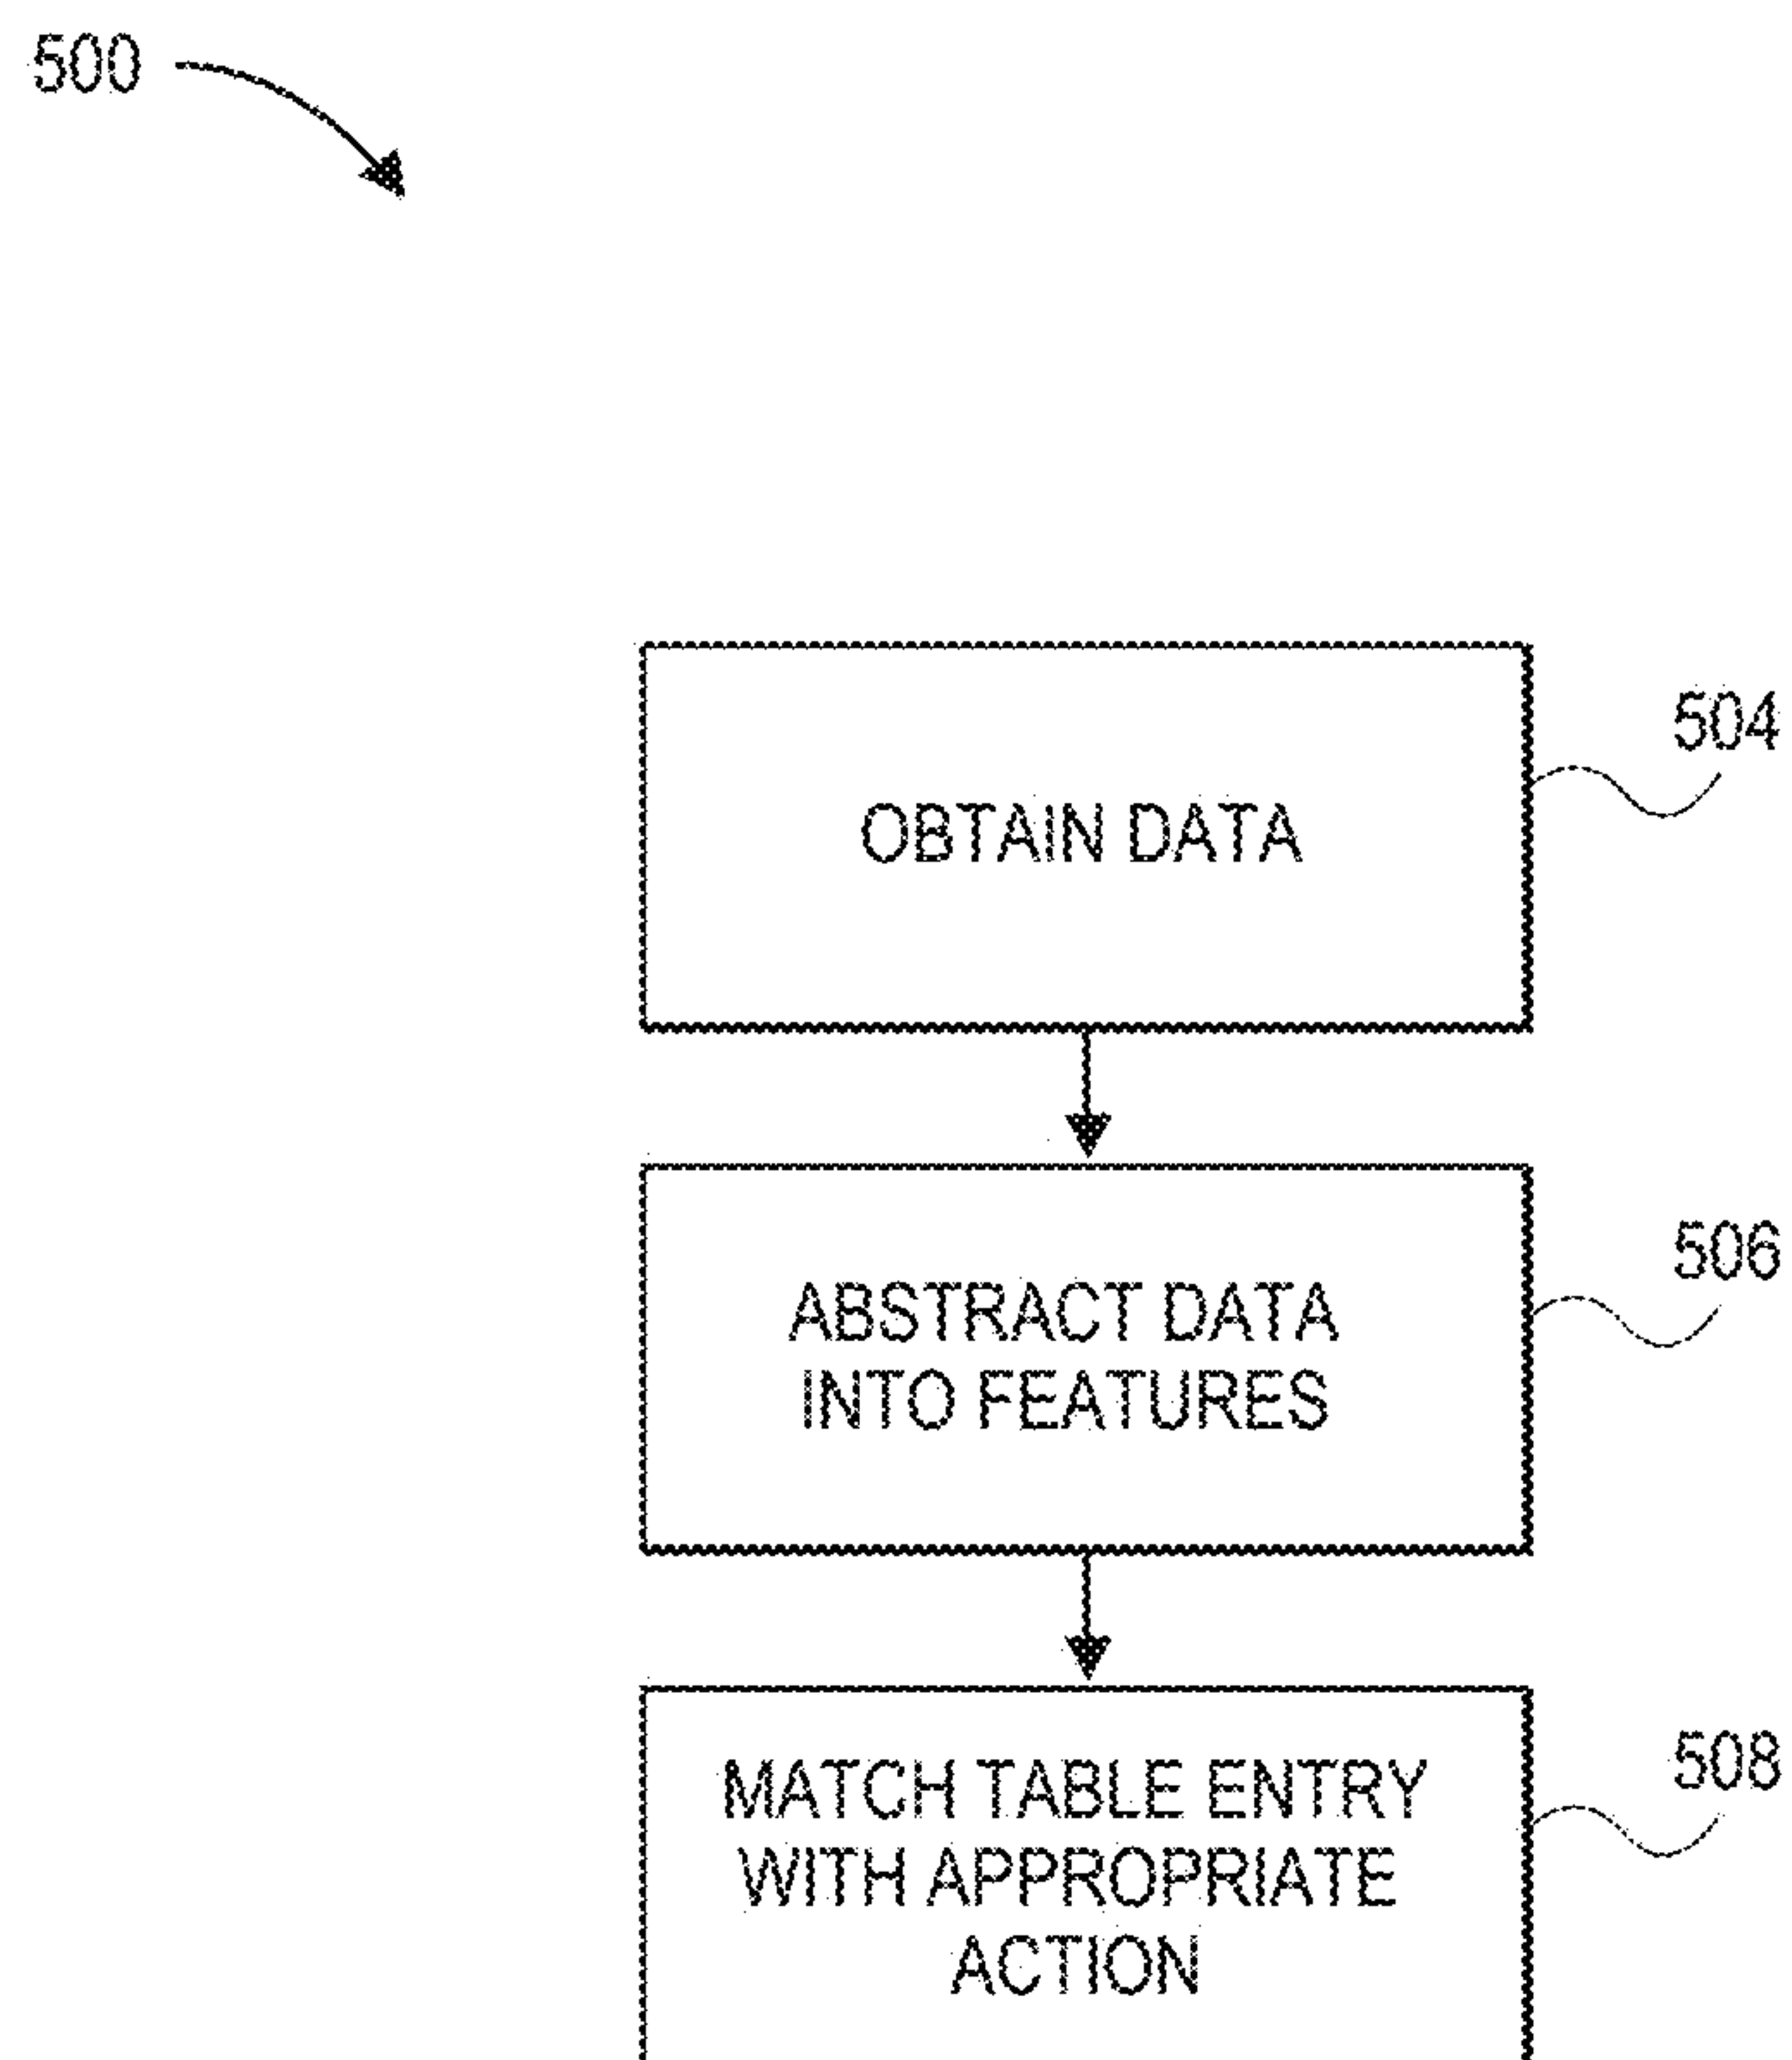 500
504
OBTAIN DATA
506
ABSTRACT DATA
INTO FEATURES
508
MATCH TABLE ENTRY
WITH APPROPRIATE
ACTION